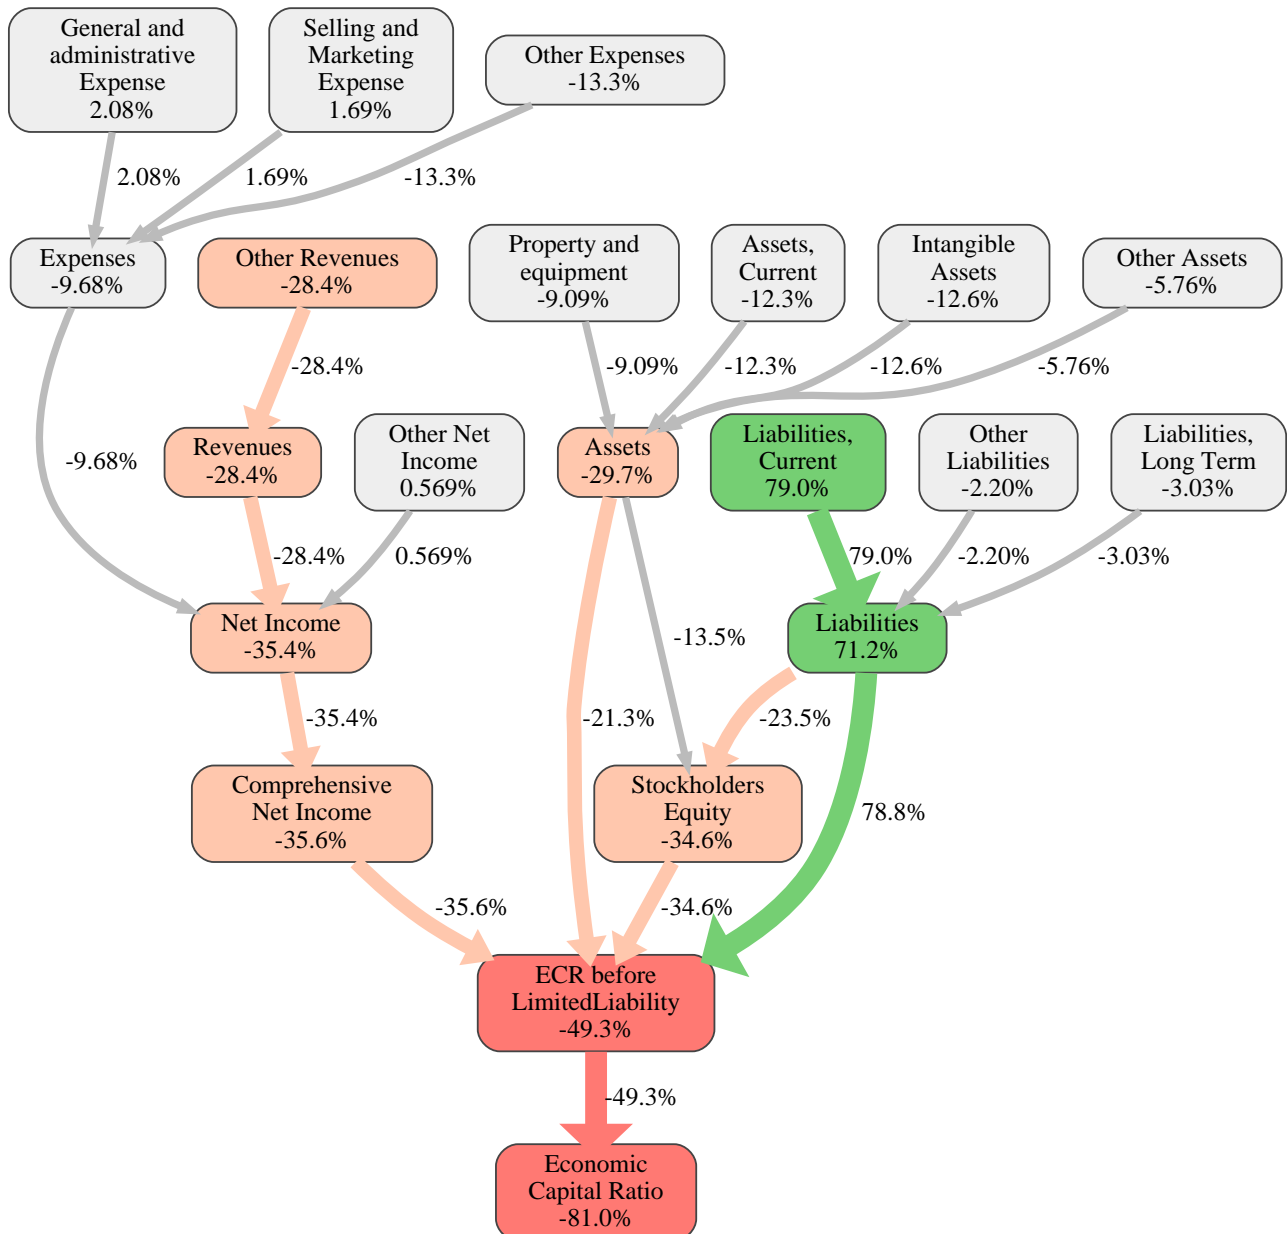 General and
administrative
Expense
2.08%
Selling and
Marketing
Expense
1.69%
Other Expenses
-13.3%
2.08%
1.69%
-13.3%
Expenses
-9.68%
Other Revenues
-28.4%
Property and
equipment
-9.09%
Assets,
Current
-12.3%
Intangible
Assets
-12.6%
Other Assets
-5.76%
-28.4%
-9.09%
-12.3%
-12.6%
-5.76%
-9.68%
Revenues
-28.4%
Other Net
Income
0.569%
Assets
-29.7%
Liabilities,
Current
79.0%
Other
Liabilities
-2.20%
Liabilities,
Long Term
-3.03%
-28.4%
0.569%
79.0%
-2.20%
-3.03%
Net Income
-35.4%
-13.5%
Liabilities
71.2%
-35.4%
-21.3%
-23.5%
Comprehensive
Net Income
-35.6%
Stockholders
Equity
-34.6%
78.8%
-35.6%
-34.6%
ECR before
LimitedLiability
-49.3%
-49.3%
Economic
Capital Ratio
-81.0%